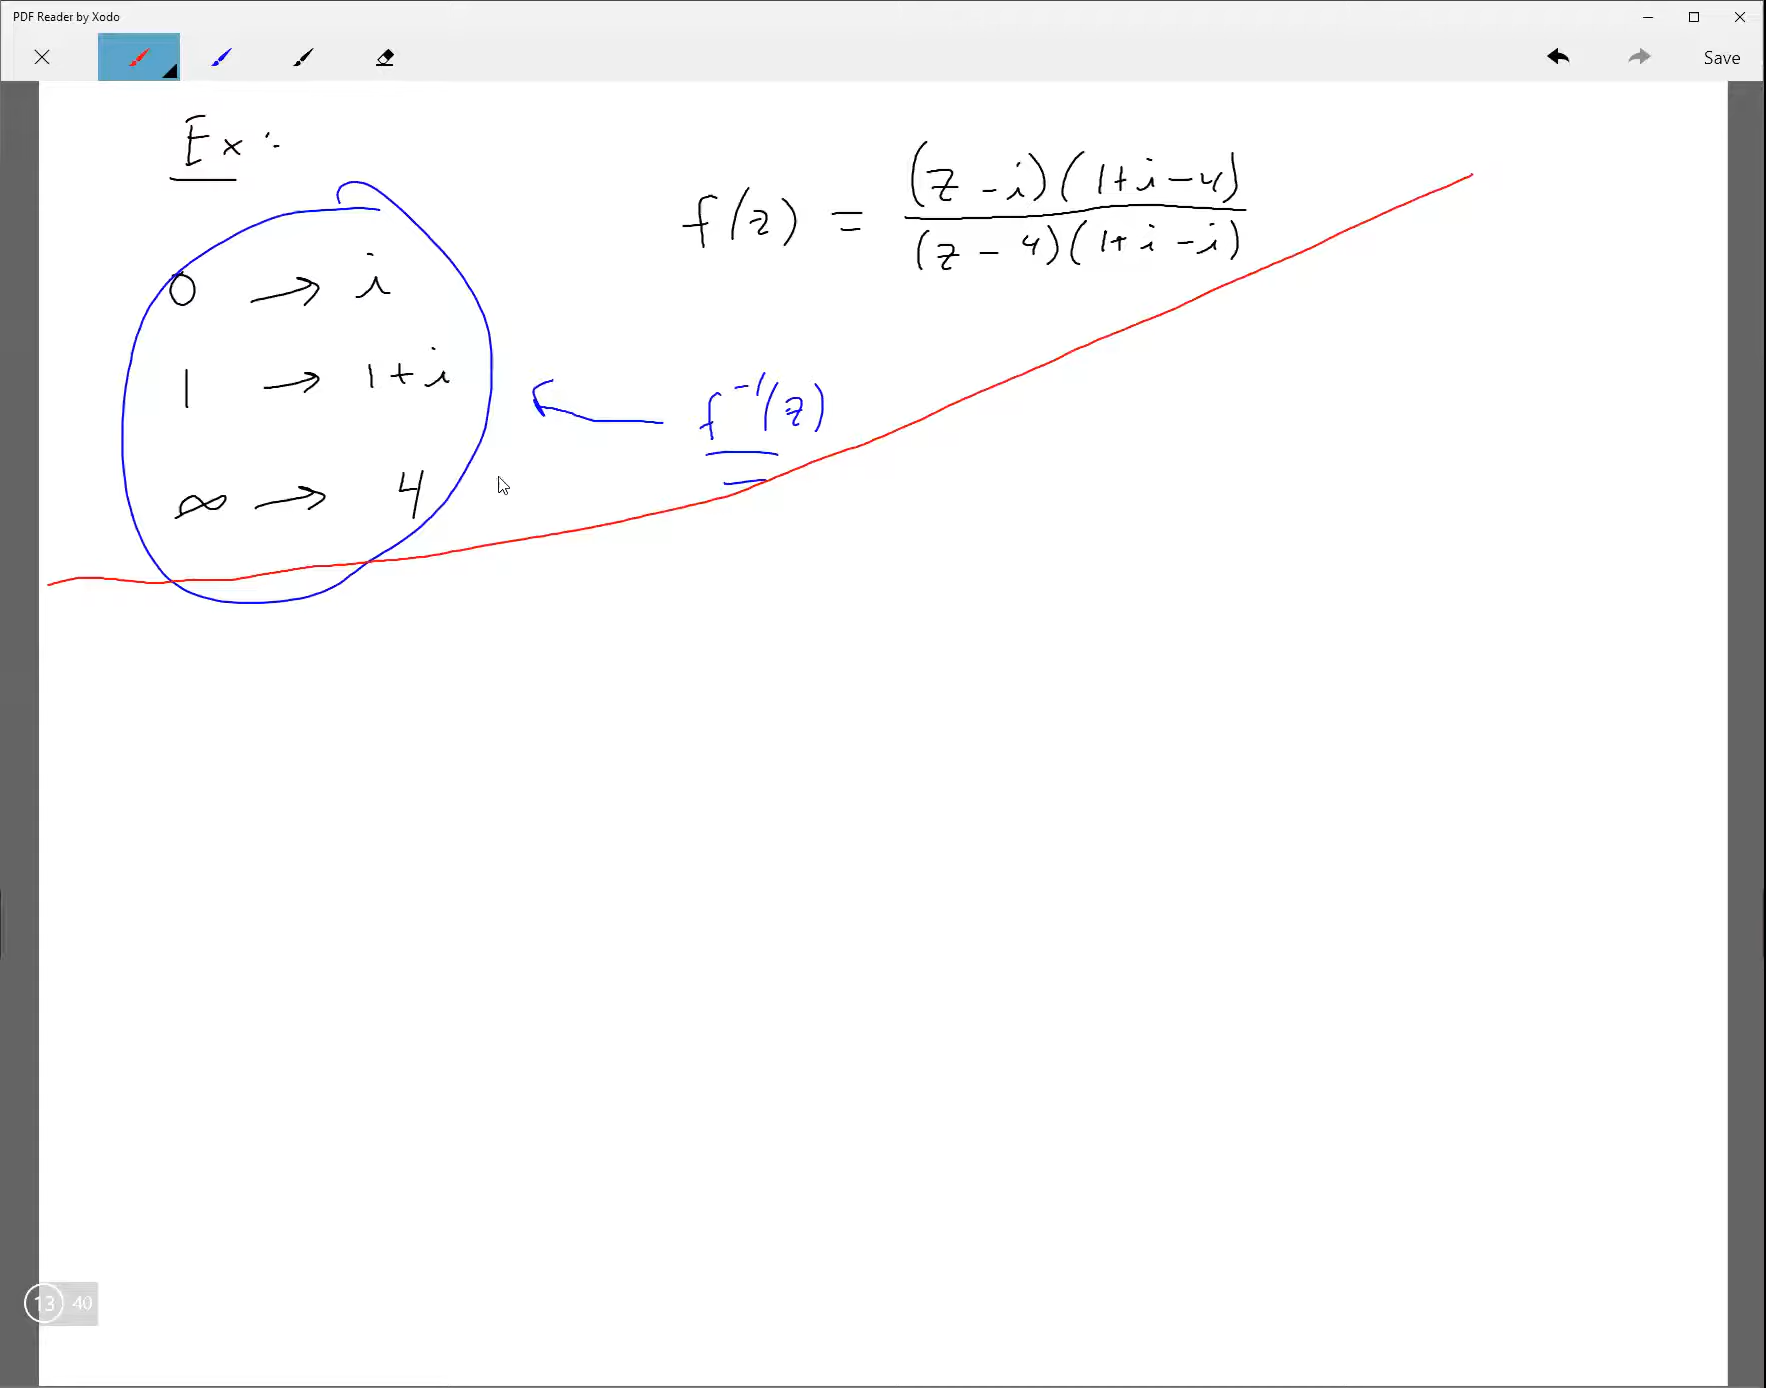 PDF Reader by Xodo
Save
Ex:
f(z) = (z-i)(1+i-4) / (z-4)(1+i-i)
0 → i
1 → 1+i
f⁻¹(z)
∞ → 4
13 40